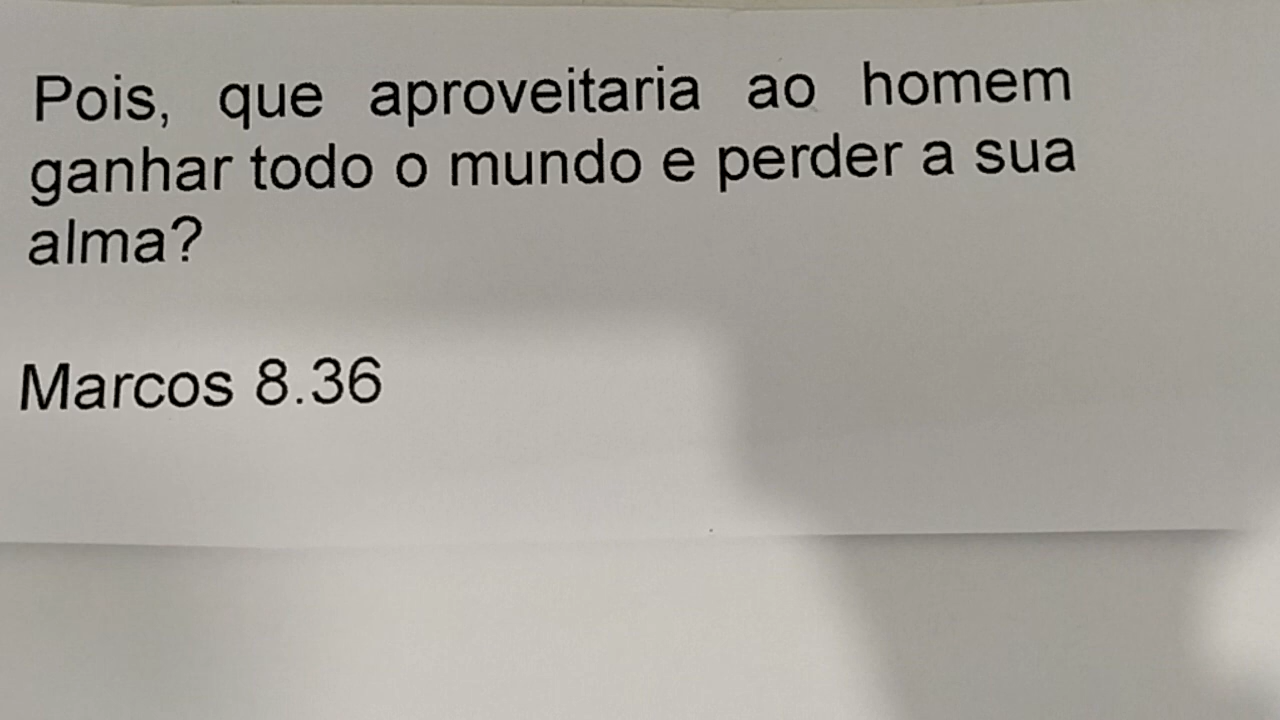 Pois, que aproveitaria ao homem
ganhar todo o mundo e perder a sua
alma?
Marcos 8.36